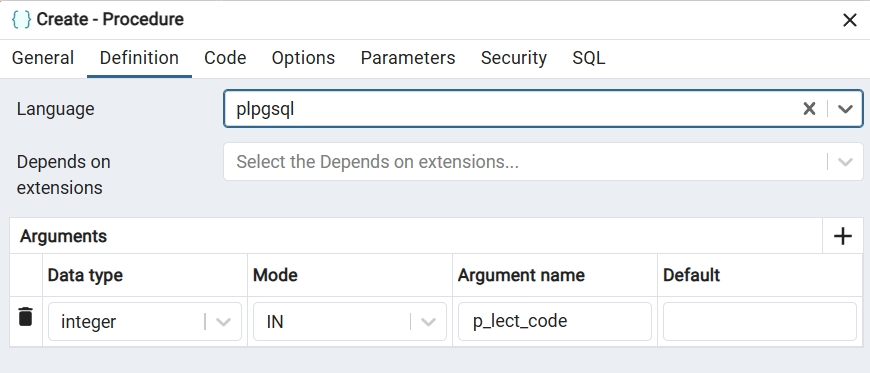 { } Create - Procedure
General Definition Code Options Parameters Security SQL
Language plpgsql
Depends on extensions Select the Depends on extensions...
Arguments
Data type Mode Argument name Default
integer IN p_lect_code